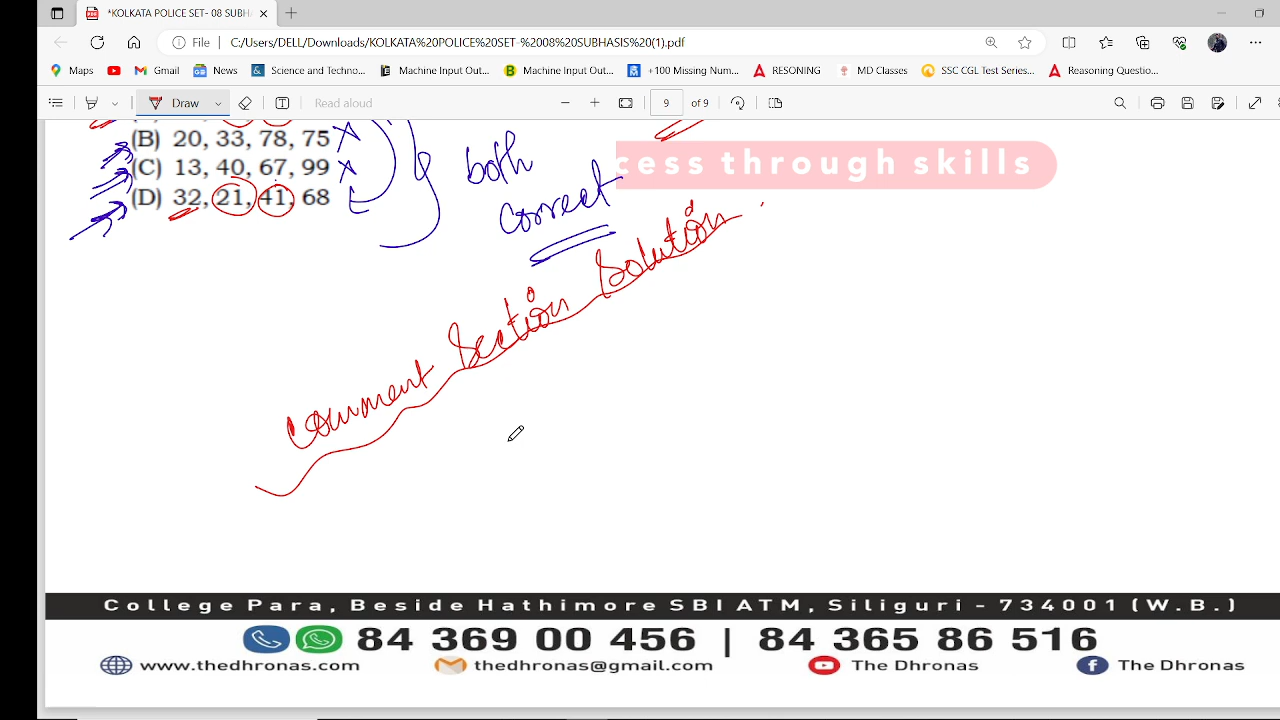 *KOLKATA POLICE SET- 08 SUBH
File C:/Users/DELL/Downloads/KOLKATA%20POLICE%20SET-%2008%20SUBHASIS%20(1).pdf
Maps Gmail News Science and Techno... Machine Input Out... Machine Input Out... +100 Missing Num... RESONING MD Classes SSC CGL Test Series... Reasoning Questio...
Draw Read aloud 9 of 9
(B) 20, 33, 78, 75
(C) 13, 40, 67, 99
(D) 32, 21, 41, 68
both
correct
cess through skills
Comment Section Solution
College Para, Beside Hathimore SBI ATM, Siliguri - 734001 (W.B.)
84 369 00 456 | 84 365 86 516
www.thedhronas.com thedhronas@gmail.com The Dhronas The Dhronas